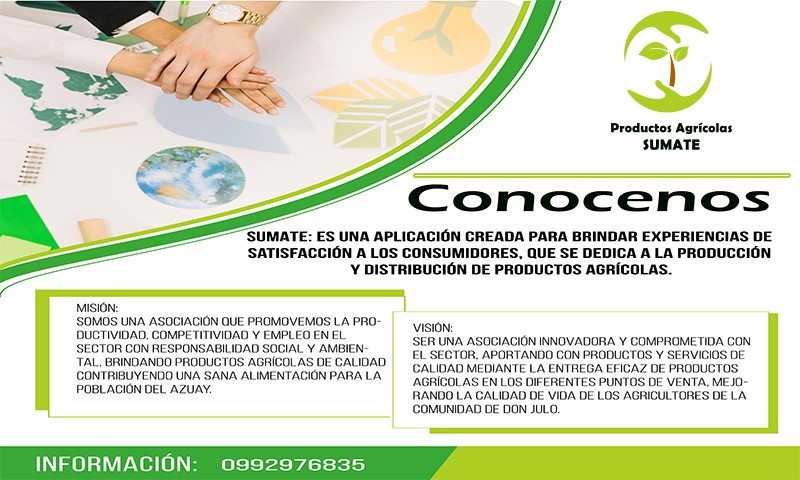 Productos Agrícolas
SUMATE
Conocenos
SUMATE: ES UNA APLICACIÓN CREADA PARA BRINDAR EXPERIENCIAS DE
SATISFACCIÓN A LOS CONSUMIDORES, QUE SE DEDICA A LA PRODUCCIÓN
Y DISTRIBUCIÓN DE PRODUCTOS AGRÍCOLAS.
MISIÓN:
SOMOS UNA ASOCIACIÓN QUE PROMOVEMOS LA PRO-
DUCTIVIDAD, COMPETITIVIDAD Y EMPLEO EN EL
SECTOR CON RESPONSABILIDAD SOCIAL Y AMBIEN-
TAL, BRINDANDO PRODUCTOS AGRÍCOLAS DE CALIDAD
CONTRIBUYENDO UNA SANA ALIMENTACIÓN PARA LA
POBLACIÓN DEL AZUAY.
VISIÓN:
SER UNA ASOCIACIÓN INNOVADORA Y COMPROMETIDA CON
EL SECTOR, APORTANDO CON PRODUCTOS Y SERVICIOS DE
CALIDAD MEDIANTE LA ENTREGA EFICAZ DE PRODUCTOS
AGRÍCOLAS EN LOS DIFERENTES PUNTOS DE VENTA, MEJO-
RANDO LA CALIDAD DE VIDA DE LOS AGRICULTORES DE LA
COMUNIDAD DE DON JULO.
INFORMACIÓN: 0992976835